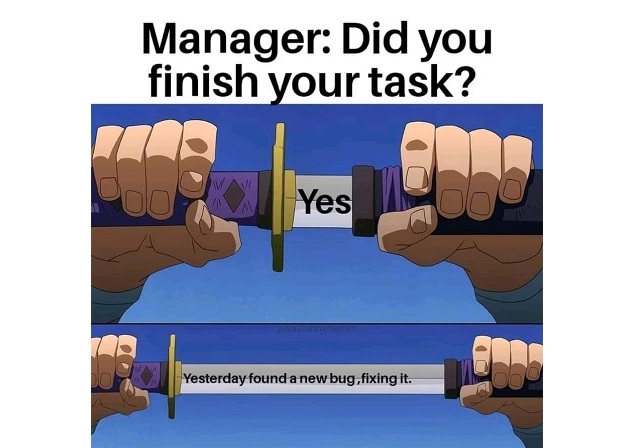 Manager: Did you
finish your task?
Yes
Yesterday found a new bug ,fixing it.